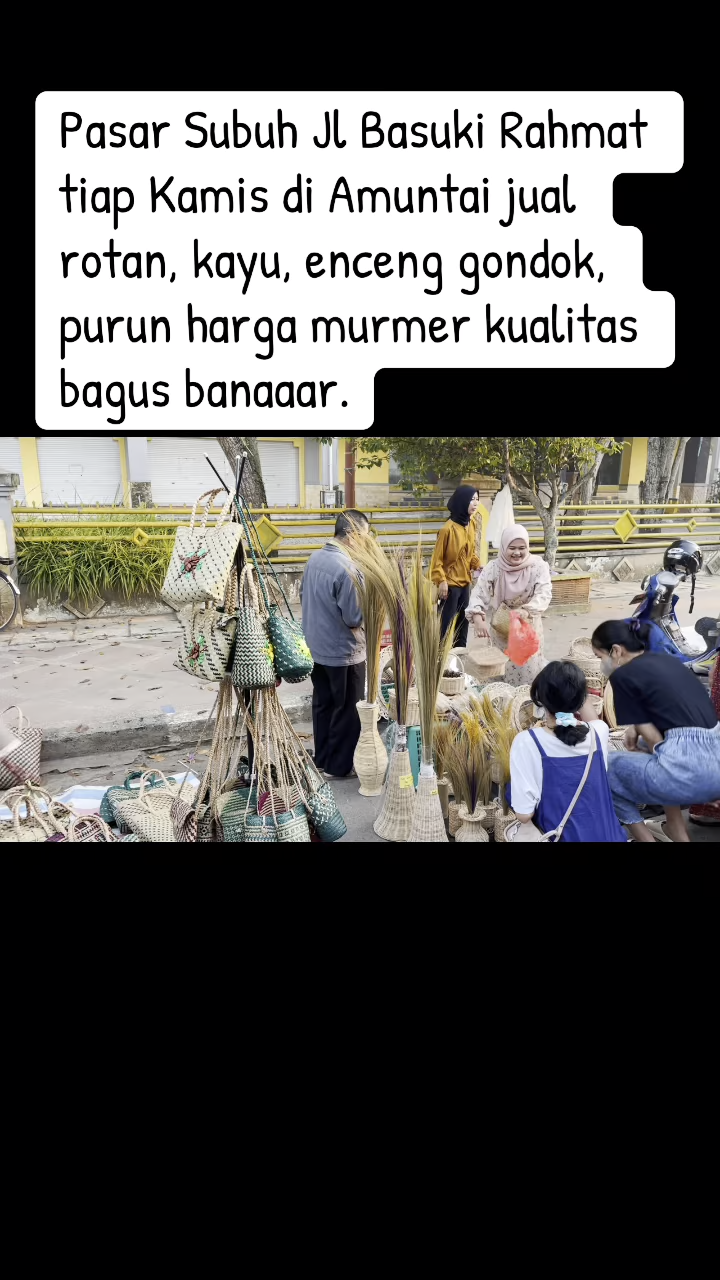 Pasar Subuh Jl Basuki Rahmat
tiap Kamis di Amuntai jual
rotan, kayu, enceng gondok,
purun harga murmer kualitas
bagus banaaar.